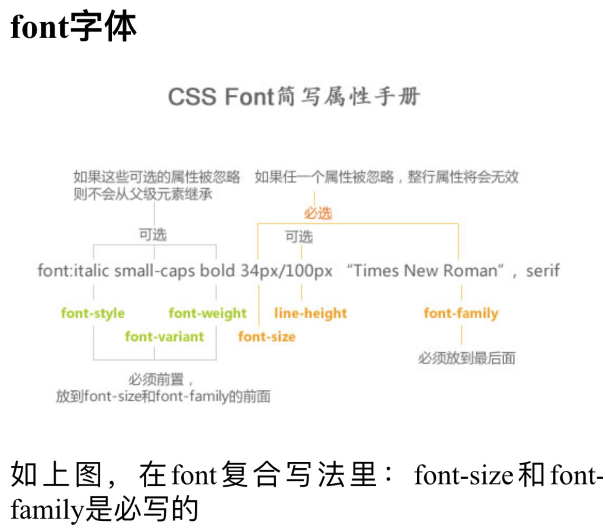 font字体
CSS Font简写属性手册
如果这些可选的属性被忽略
则不会从父级元素继承
如果任一个属性被忽略，整行属性将会无效
必选
可选
可选
font:italic small-caps bold 34px/100px “Times New Roman”, serif
font-style
font-weight
line-height
font-family
font-variant
font-size
必须放到最后面
必须前置，
放到font-size和font-family的前面
如上图，在font复合写法里：font-size和font-
family是必写的